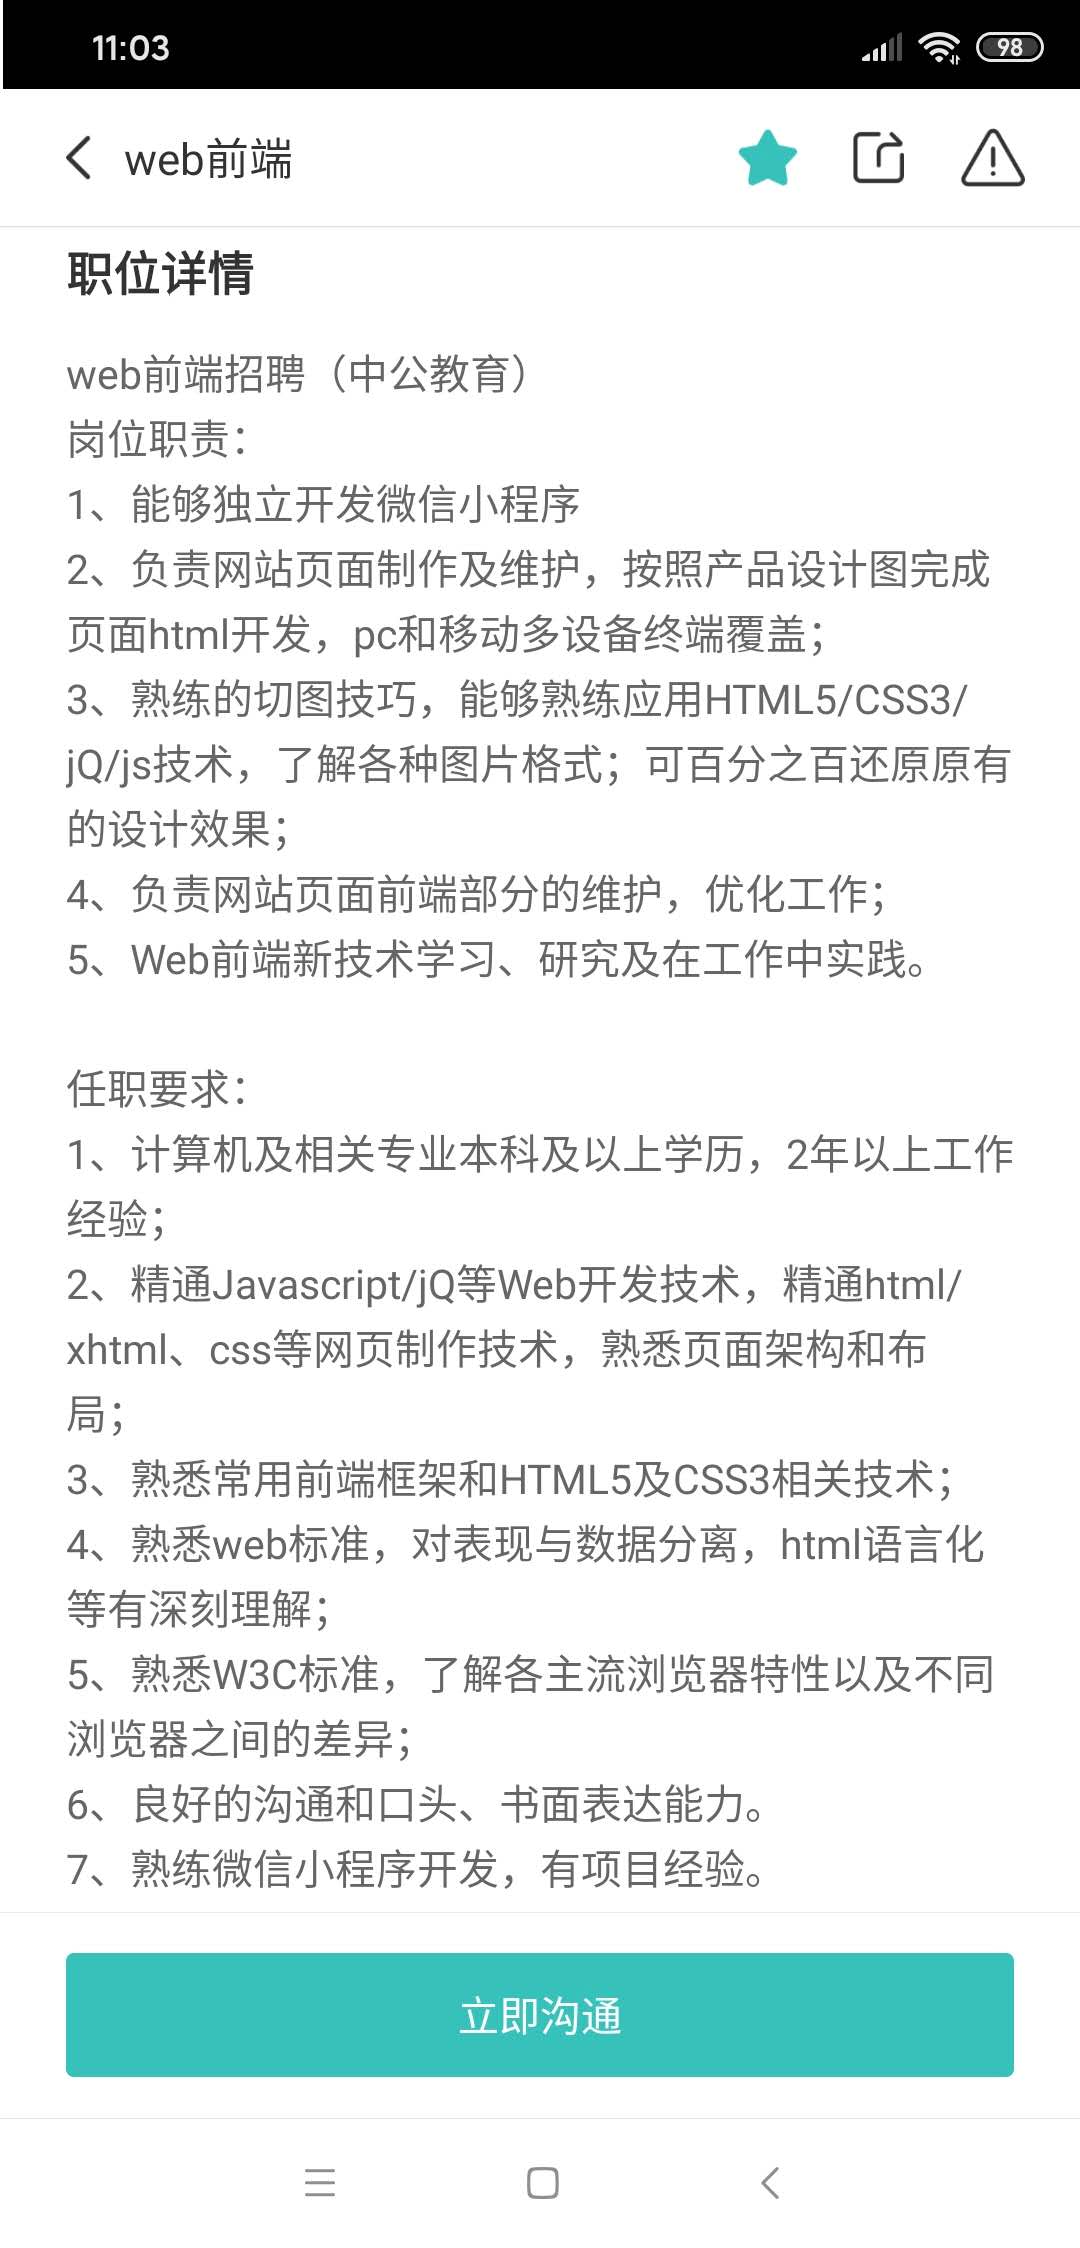 11:03
98
web前端
职位详情
web前端招聘（中公教育）
岗位职责：
1、能够独立开发微信小程序
2、负责网站页面制作及维护，按照产品设计图完成
页面html开发，pc和移动多设备终端覆盖；
3、熟练的切图技巧，能够熟练应用HTML5/CSS3/
jQ/js技术，了解各种图片格式；可百分之百还原原有
的设计效果；
4、负责网站页面前端部分的维护，优化工作；
5、Web前端新技术学习、研究及在工作中实践。
任职要求：
1、计算机及相关专业本科及以上学历，2年以上工作
经验；
2、精通Javascript/jQ等Web开发技术，精通html/
xhtml、css等网页制作技术，熟悉页面架构和布
局；
3、熟悉常用前端框架和HTML5及CSS3相关技术；
4、熟悉web标准，对表现与数据分离，html语言化
等有深刻理解；
5、熟悉W3C标准，了解各主流浏览器特性以及不同
浏览器之间的差异；
6、良好的沟通和口头、书面表达能力。
7、熟练微信小程序开发，有项目经验。
立即沟通